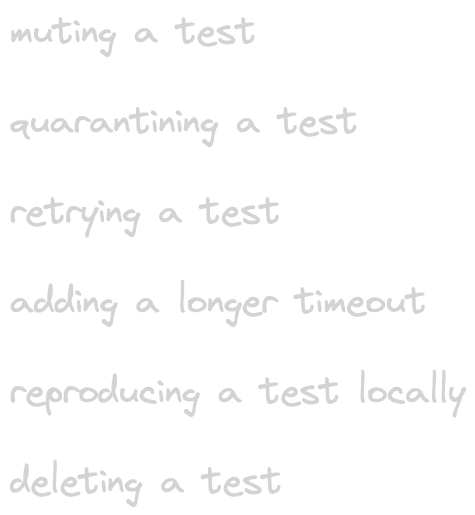 muting a test
quarantining a test
retrying a test
adding a longer timeout
reproducing a test locally
deleting a test